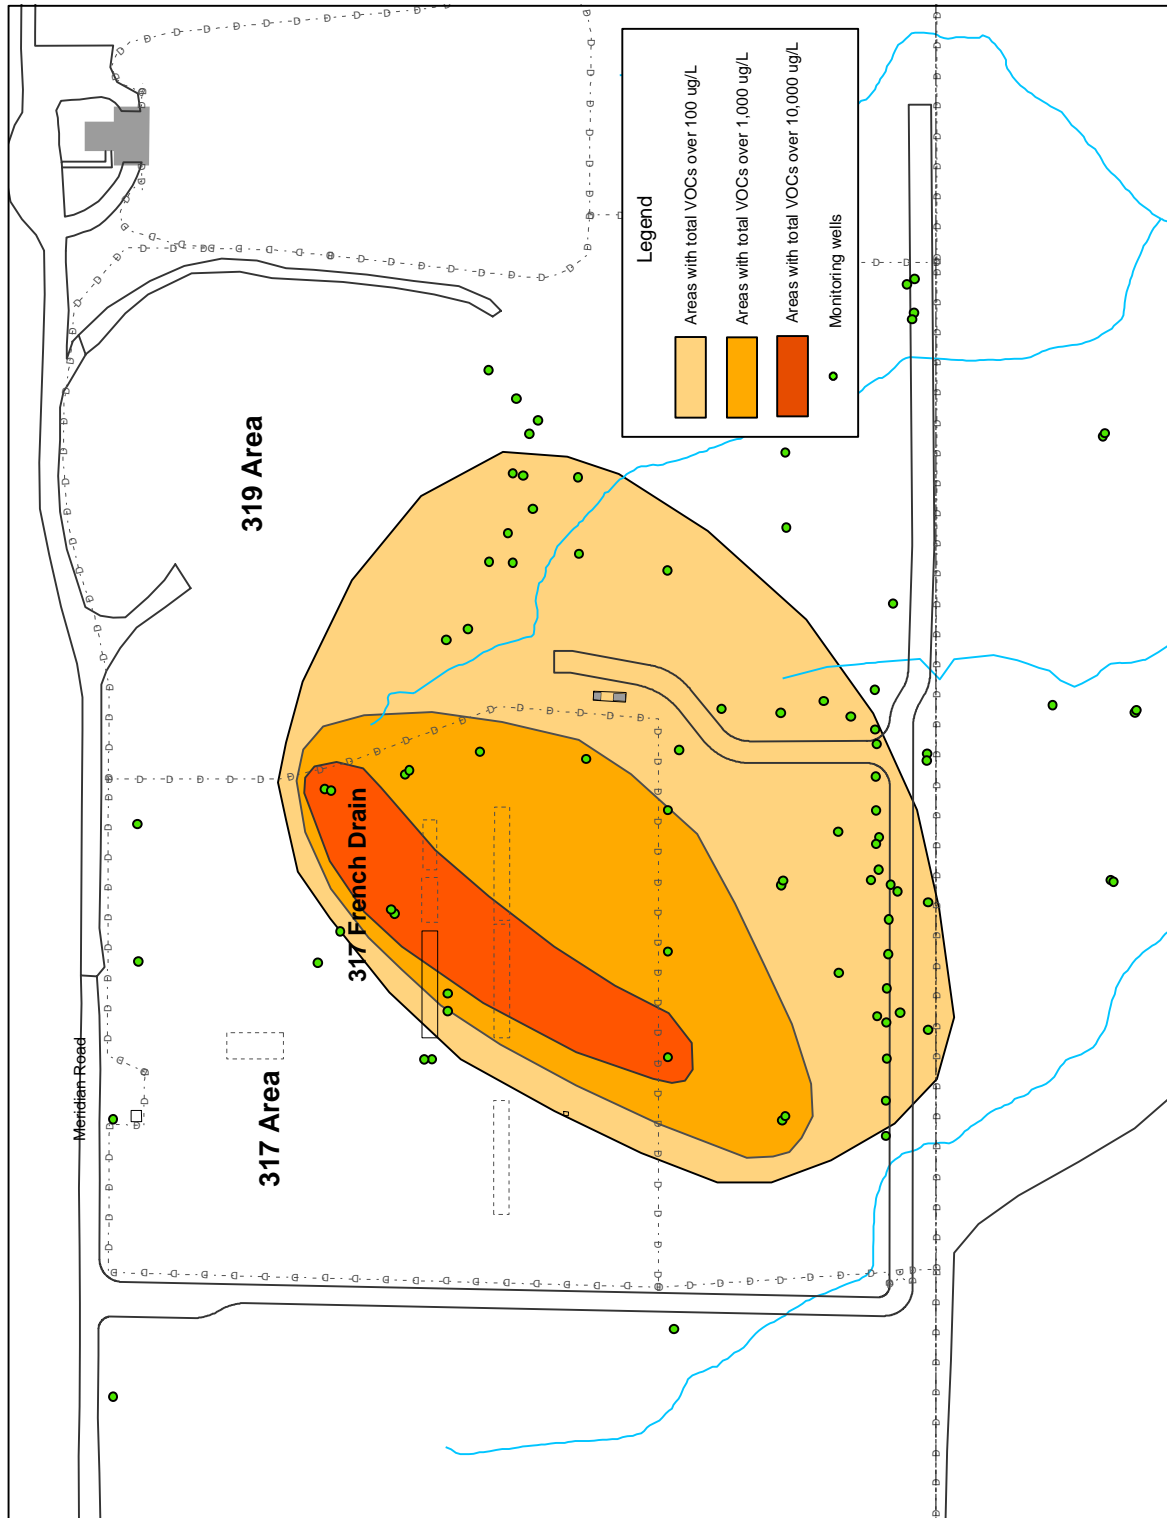 Legend
Areas with total VOCs over 100 ug/L
Areas with total VOCs over 1,000 ug/L
Areas with total VOCs over 10,000 ug/L
Monitoring wells
Meridian Road
317 Area
319 Area
317 French Drain